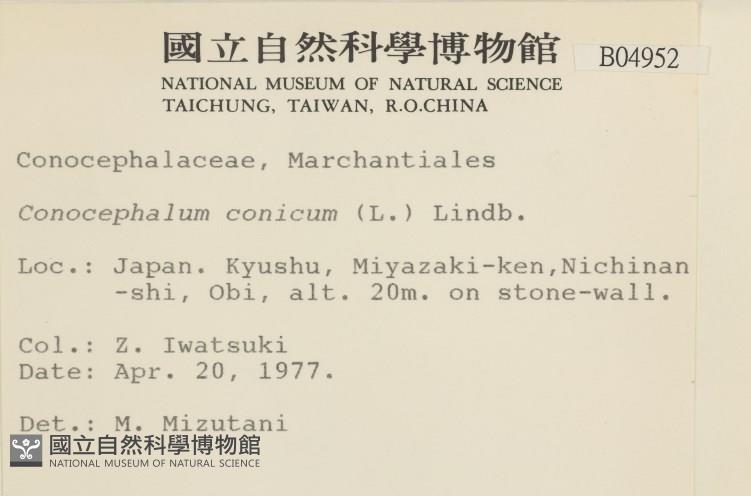 國立自然科學博物館
B04952
NATIONAL MUSEUM OF NATURAL SCIENCE
TAICHUNG, TAIWAN, R.O.CHINA
Conocephalaceae, Marchantiales
Conocephalum conicum (L.) Lindb.
Loc.: Japan. Kyushu, Miyazaki-ken,Nichinan
-shi, Obi, alt. 20m. on stone-wall.
Col.: Z. Iwatsuki
Date: Apr. 20, 1977.
Det.: M. Mizutani
國立自然科學博物館
NATIONAL MUSEUM OF NATURAL SCIENCE